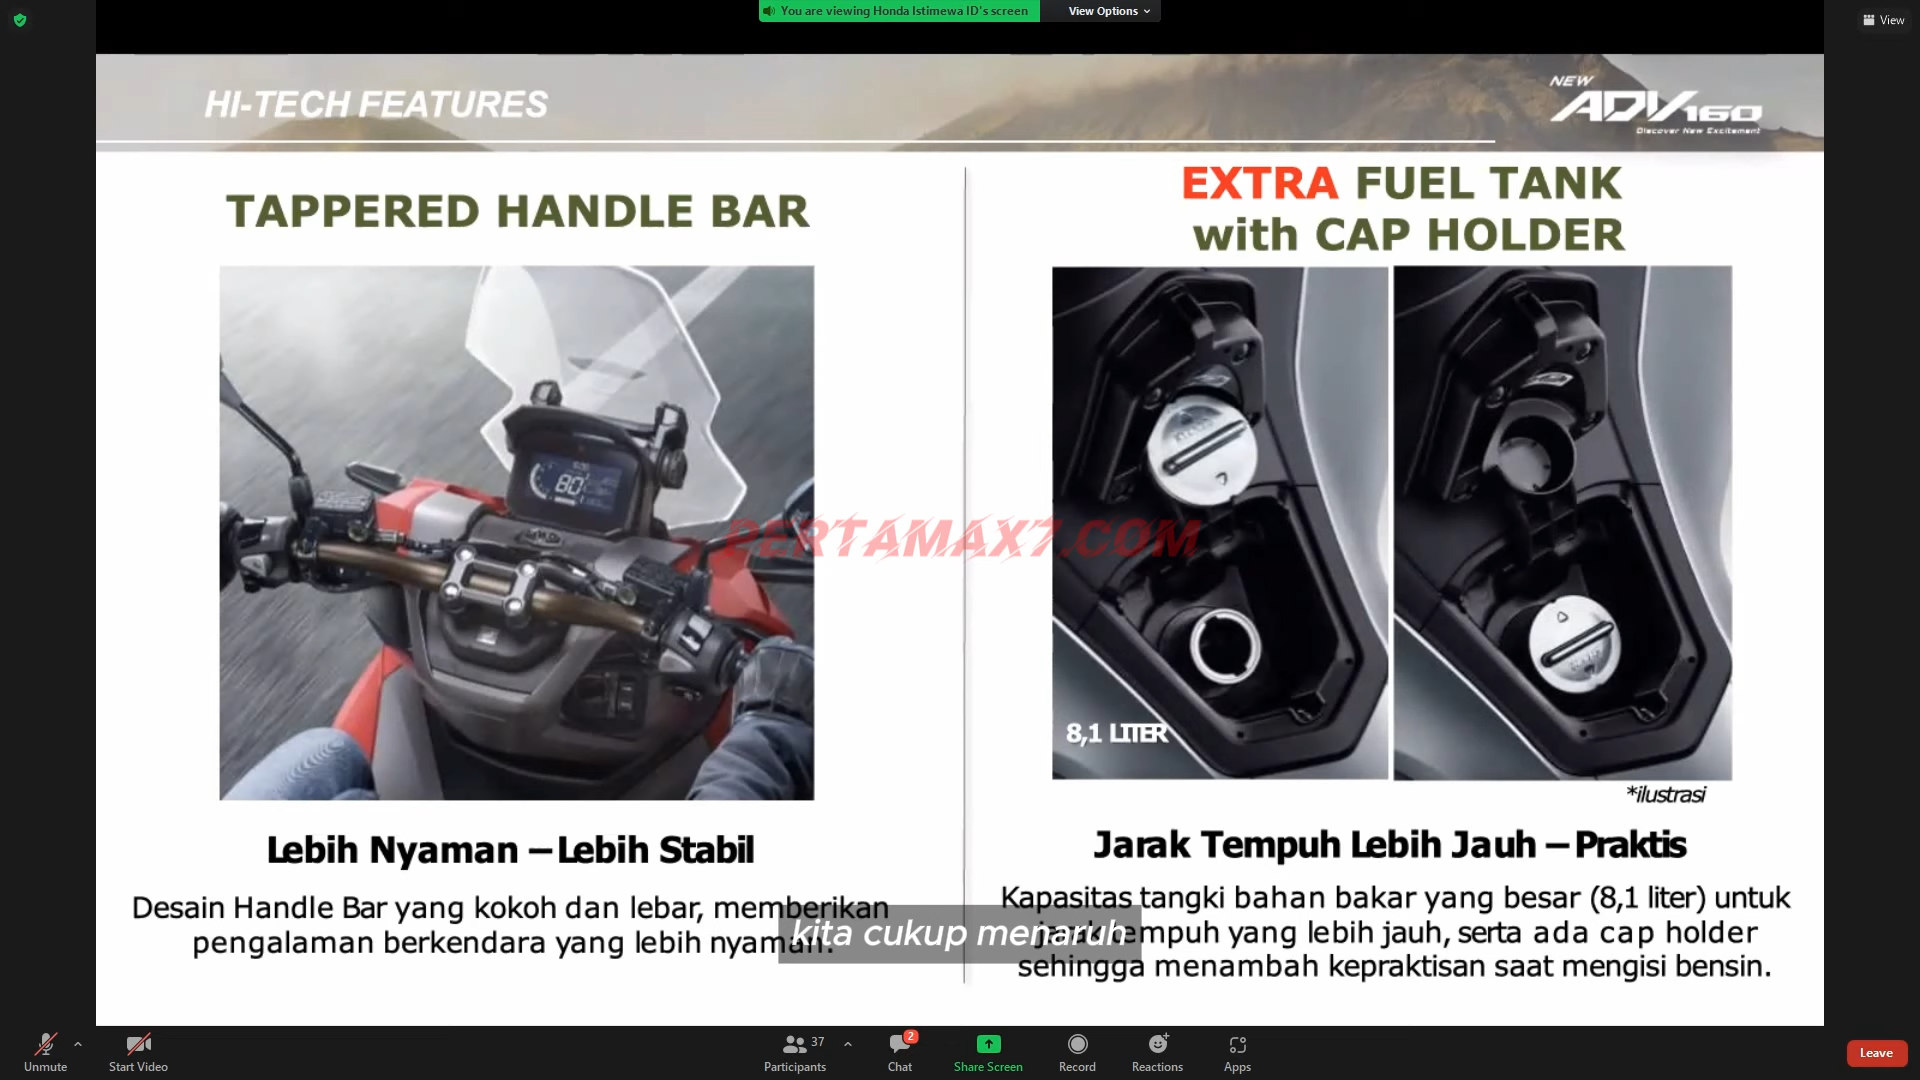 You are viewing Honda Istimewa ID's screen
View Options
View
HI-TECH FEATURES
NEW
ADV160
Discover New Excitement
TAPPERED HANDLE BAR
EXTRA FUEL TANK
with CAP HOLDER
80
PERTAMAX7.COM
8,1 LITER
*ilustrasi
Lebih Nyaman – Lebih Stabil
Desain Handle Bar yang kokoh dan lebar, memberikan
pengalaman berkendara yang lebih nyaman.
Jarak Tempuh Lebih Jauh – Praktis
Kapasitas tangki bahan bakar yang besar (8,1 liter) untuk
jarak tempuh yang lebih jauh, serta ada cap holder
sehingga menambah kepraktisan saat mengisi bensin.
kita cukup menaruh
Unmute
Start Video
37
Participants
2
Chat
Share Screen
Record
Reactions
Apps
Leave